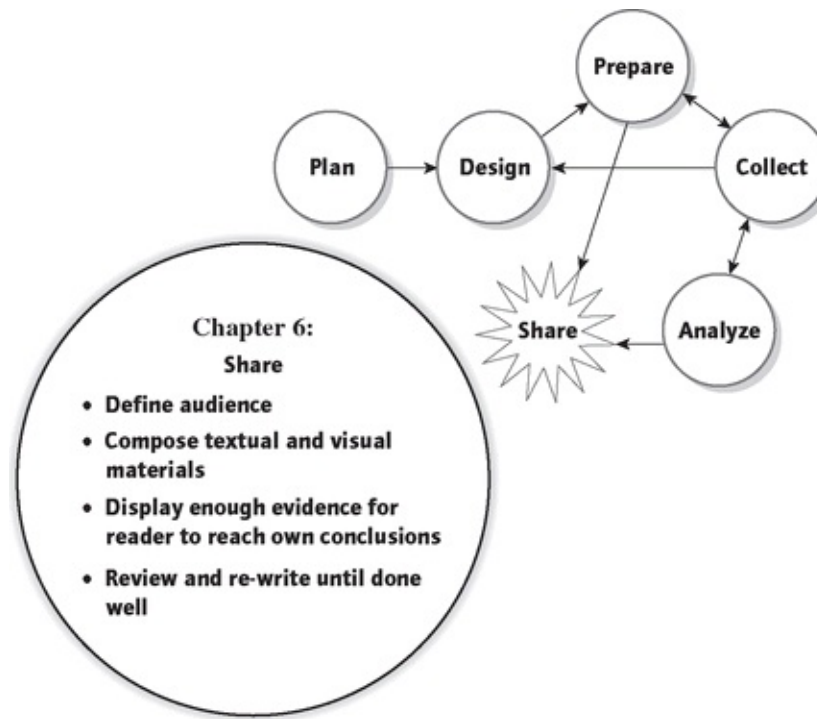 Prepare
Plan
Design
Collect
Share
Analyze
Chapter 6:
Share
• Define audience
• Compose textual and visual
materials
• Display enough evidence for
reader to reach own conclusions
• Review and re-write until done
well